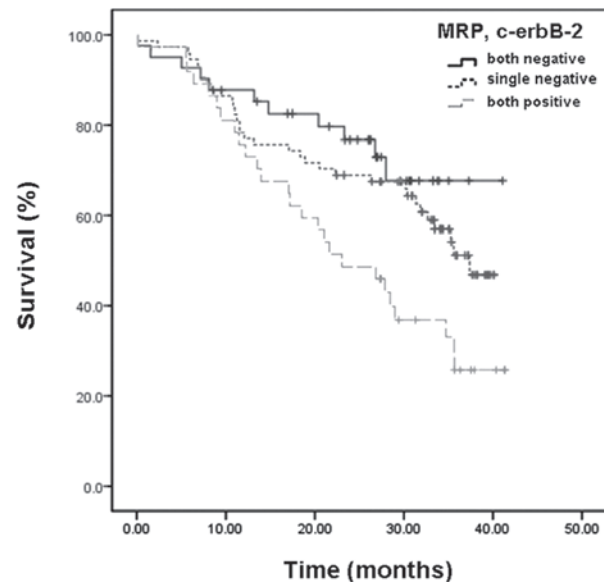 MRP, c-erbB-2
both negative
single negative
both positive
100.0
80.0
60.0
40.0
20.0
0.0
Survival (%)
0.00 10.00 20.00 30.00 40.00 50.00
Time (months)